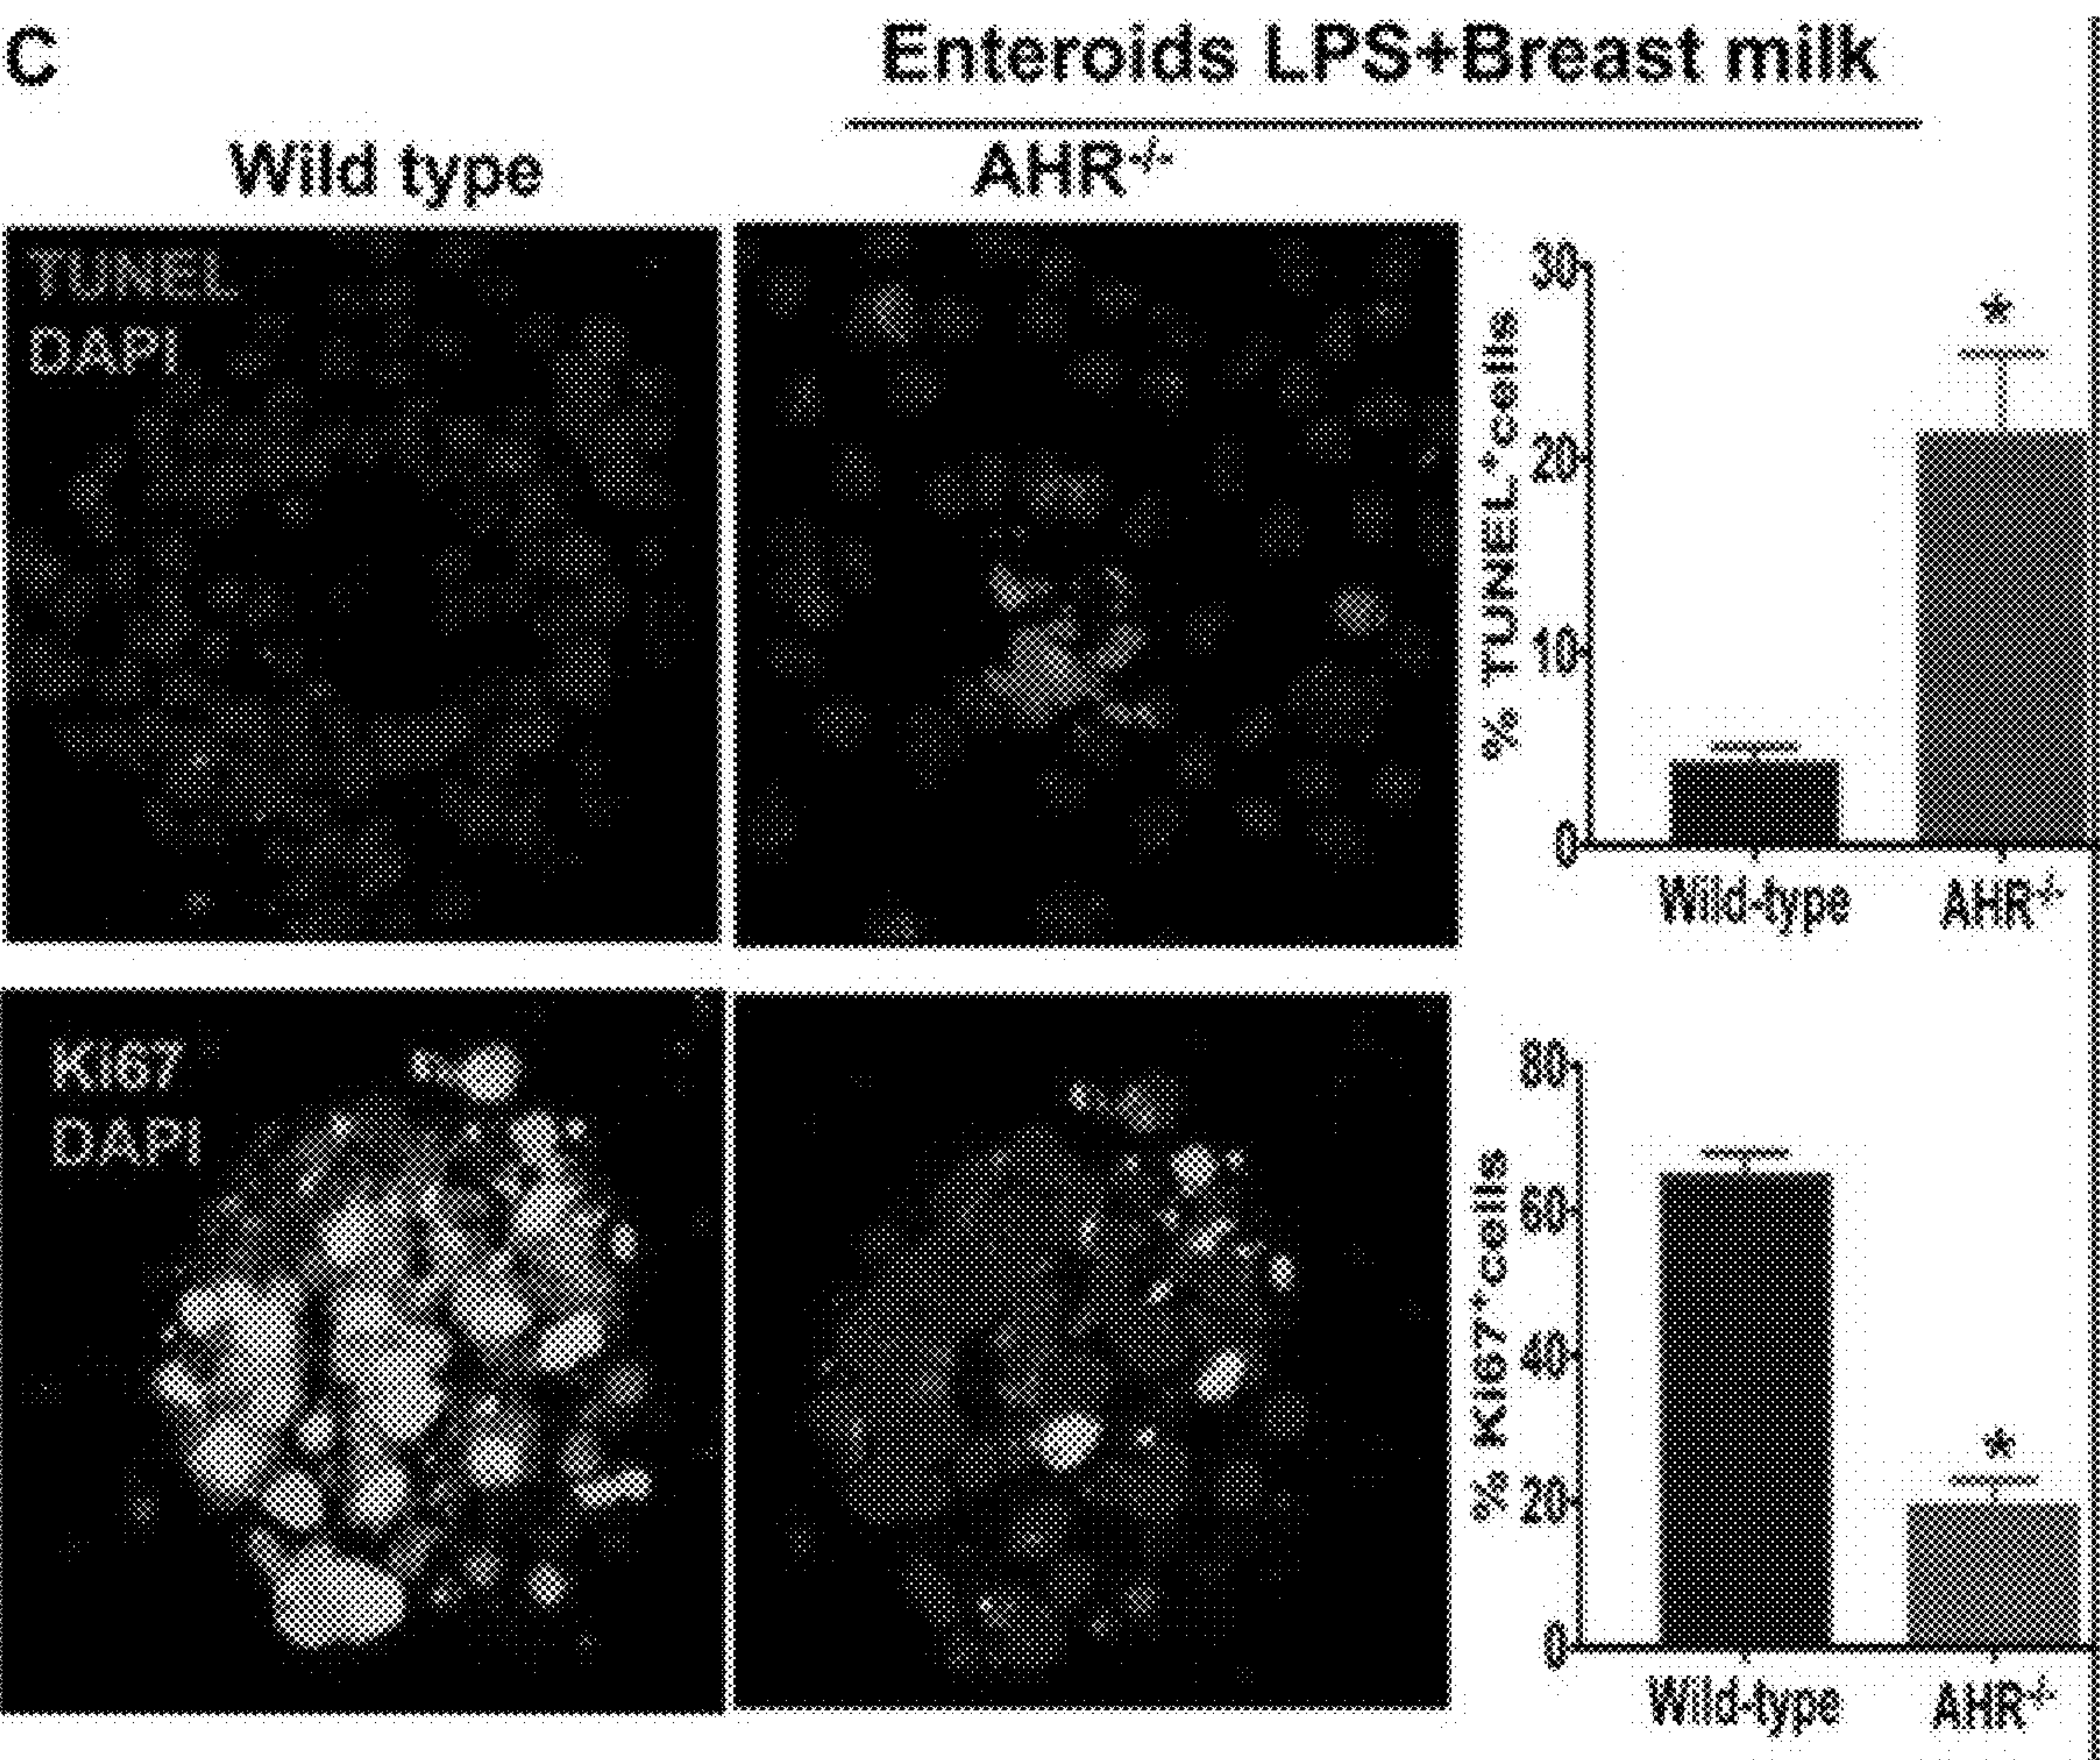 C
Enteroids LPS+Breast milk
Wild type
AHR-/-
TUNEL
DAPI
% TUNEL+cells
30
20
10
0
*
Wild-type
AHR-/-
Ki67
DAPI
% Ki67+cells
80
60
40
20
0
*
Wild-type
AHR-/-